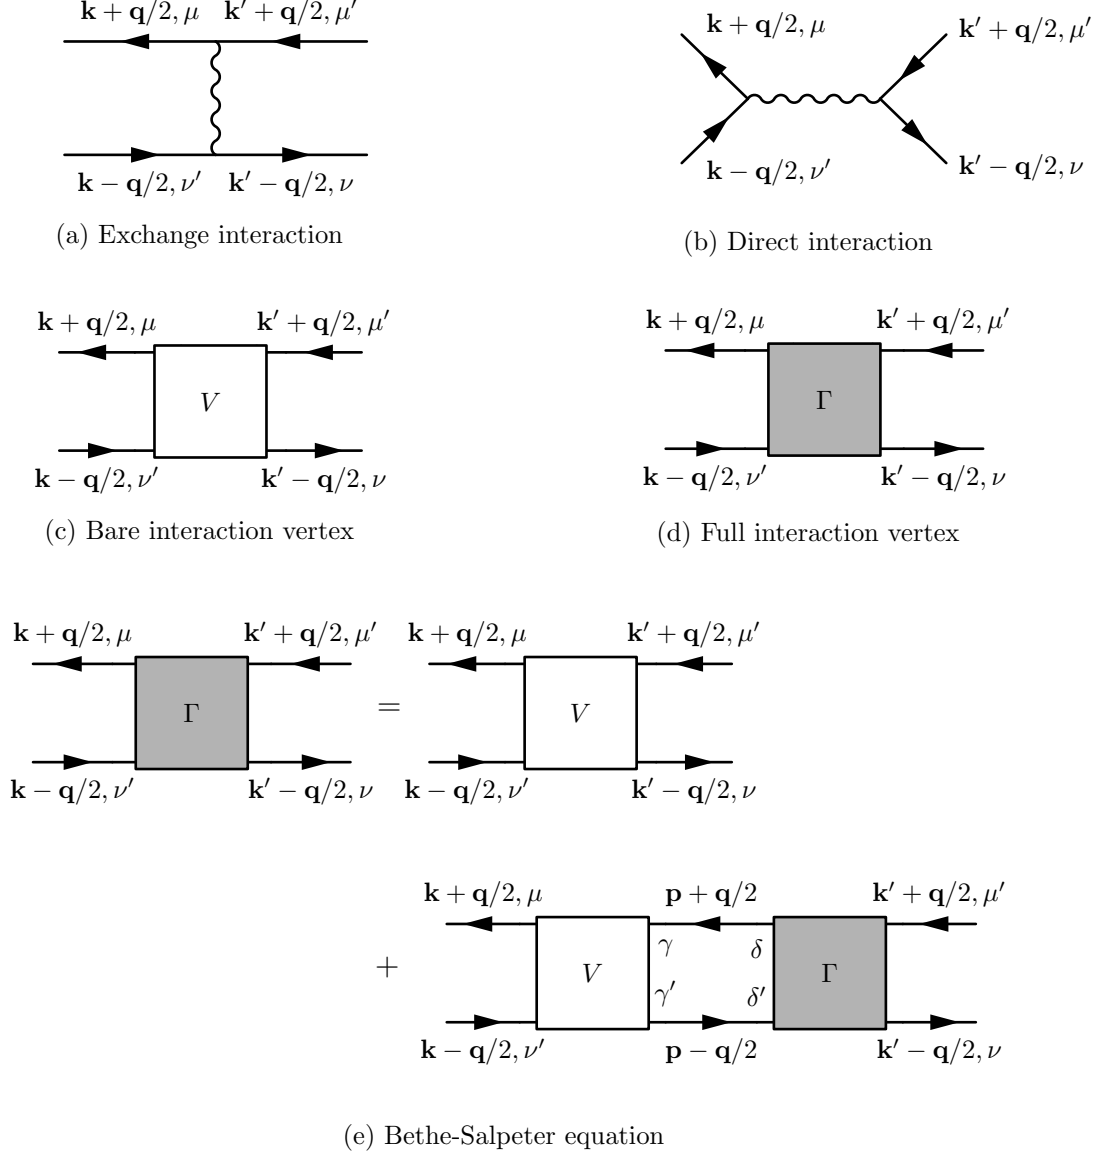 k + q/2, μ k′ + q/2, μ′
k − q/2, ν′ k′ − q/2, ν
(a) Exchange interaction
k + q/2, μ k′ + q/2, μ′
k − q/2, ν′ k′ − q/2, ν
(b) Direct interaction
k + q/2, μ k′ + q/2, μ′
V
k − q/2, ν′ k′ − q/2, ν
(c) Bare interaction vertex
k + q/2, μ k′ + q/2, μ′
Γ
k − q/2, ν′ k′ − q/2, ν
(d) Full interaction vertex
k + q/2, μ k′ + q/2, μ′ k + q/2, μ k′ + q/2, μ′
Γ = V
k − q/2, ν′ k′ − q/2, ν k − q/2, ν′ k′ − q/2, ν
k + q/2, μ p + q/2 k′ + q/2, μ′
γ δ
+ V Γ
γ′ δ′
k − q/2, ν′ p − q/2 k′ − q/2, ν
(e) Bethe-Salpeter equation